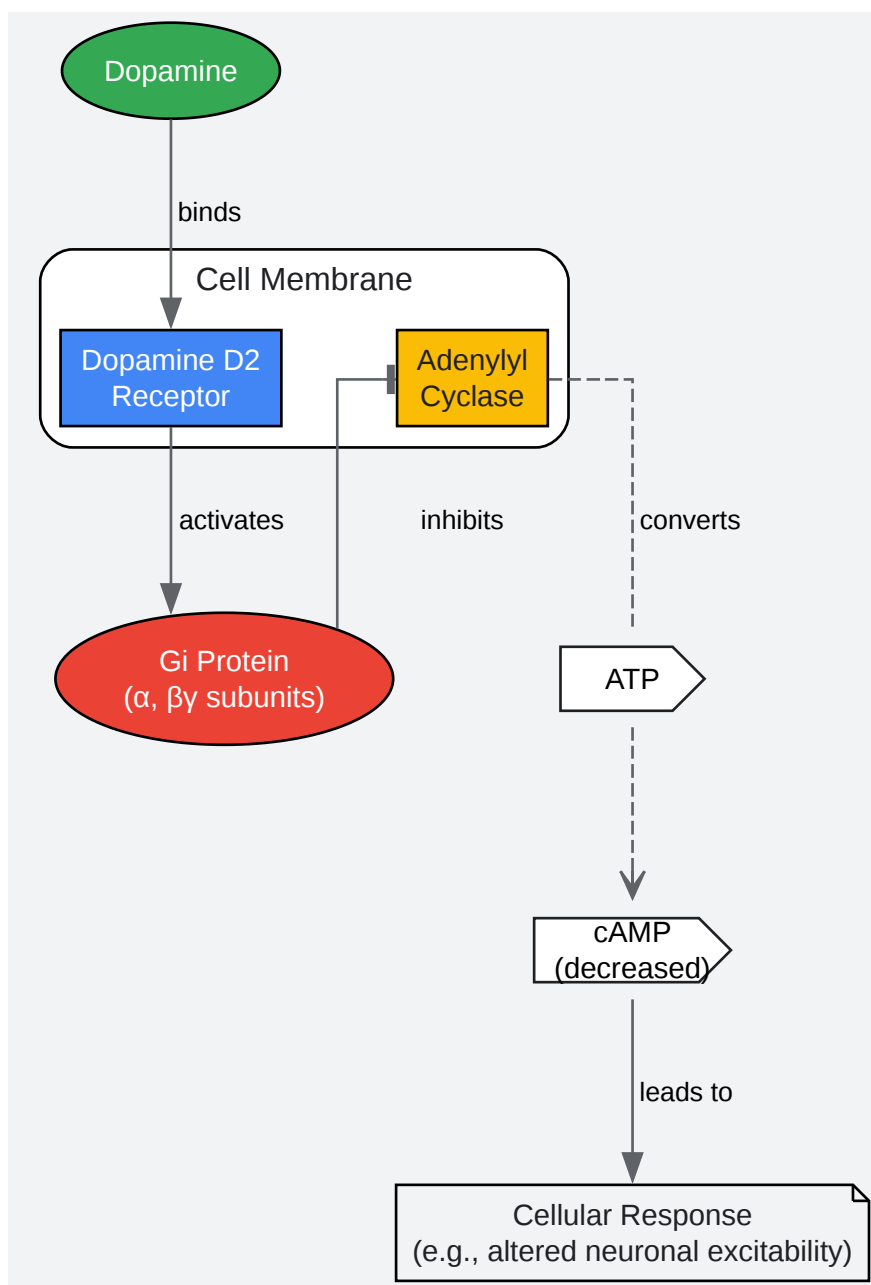 Dopamine
binds
Cell Membrane
Dopamine D2
Receptor
Adenylyl
Cyclase
activates
inhibits
converts
Gi Protein
(α, βγ subunits)
ATP
cAMP
(decreased)
leads to
Cellular Response
(e.g., altered neuronal excitability)